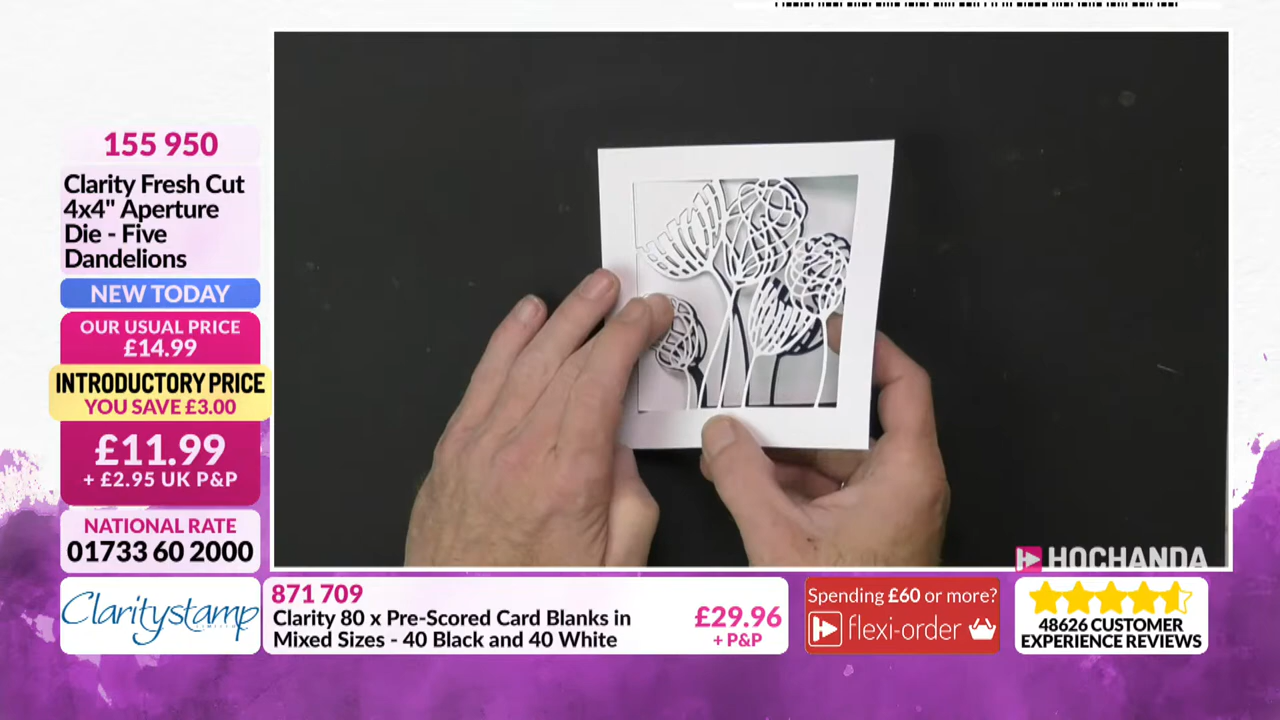 155 950
Clarity Fresh Cut
4x4" Aperture
Die - Five
Dandelions
NEW TODAY
OUR USUAL PRICE
£14.99
INTRODUCTORY PRICE
YOU SAVE £3.00
£11.99
+ £2.95 UK P&P
NATIONAL RATE
01733 60 2000
Claritystamp
871 709
Clarity 80 x Pre-Scored Card Blanks in
Mixed Sizes - 40 Black and 40 White
£29.96
+ P&P
Spending £60 or more?
flexi-order
HOCHANDA
48626 CUSTOMER
EXPERIENCE REVIEWS